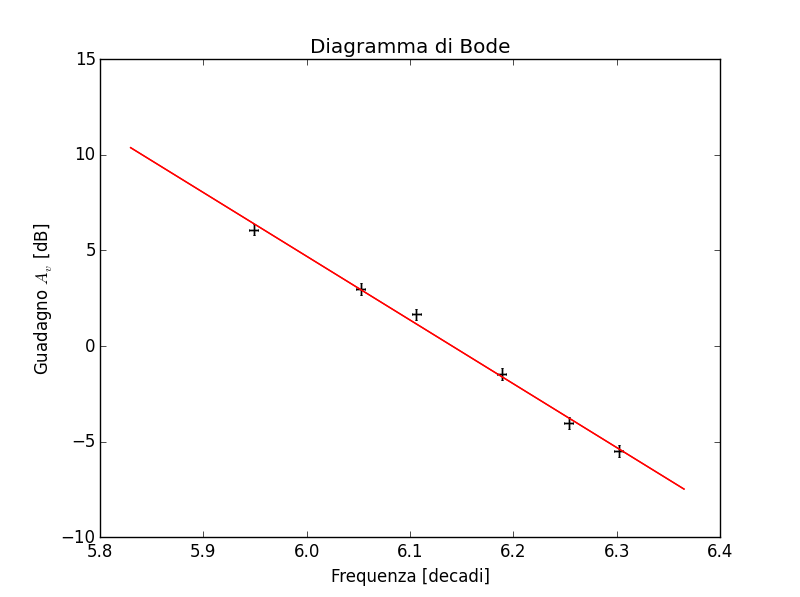 Diagramma di Bode
15
10
5
0
−5
−10
Guadagno A_v [dB]
5.8 5.9 6.0 6.1 6.2 6.3 6.4
Frequenza [decadi]